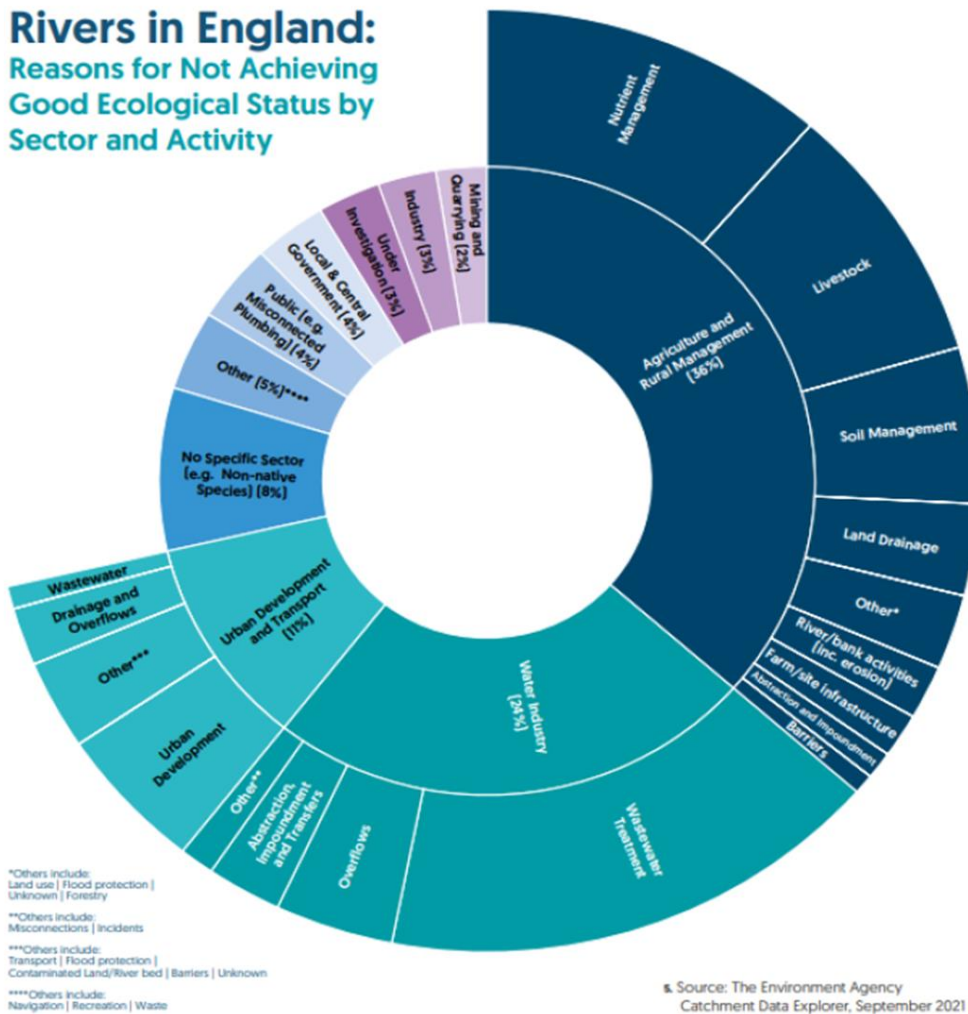 Rivers in England:
Reasons for Not Achieving
Good Ecological Status by
Sector and Activity
Nutrient
Management
Livestock
Soil Management
Land Drainage
Other*
River/bank activities
(inc. erosion)
Farm/site infrastructure
Abstraction and Impoundment
Barriers
Agriculture and
Rural Management
(36%)
Water Industry
(24%)
Wastewater
Treatment
Overflows
Abstraction,
Impoundment
and Transfers
Other**
Urban Development
and Transport
(11%)
Urban
Development
Other***
Drainage and
Overflows
Wastewater
No Specific Sector
(e.g. Non-native
Species) (8%)
Other (5%)****
Public (e.g.
Misconnected
Plumbing) (4%)
Local & Central
Government (4%)
Under
Investigation (3%)
Industry (3%)
Mining and
Quarrying (2%)
*Others include:
Land use | Flood protection |
Unknown | Forestry
**Others include:
Misconnections | Incidents
***Others include:
Transport | Flood protection |
Contaminated Land/River bed | Barriers | Unknown
****Others include:
Navigation | Recreation | Waste
5. Source: The Environment Agency
Catchment Data Explorer, September 2021